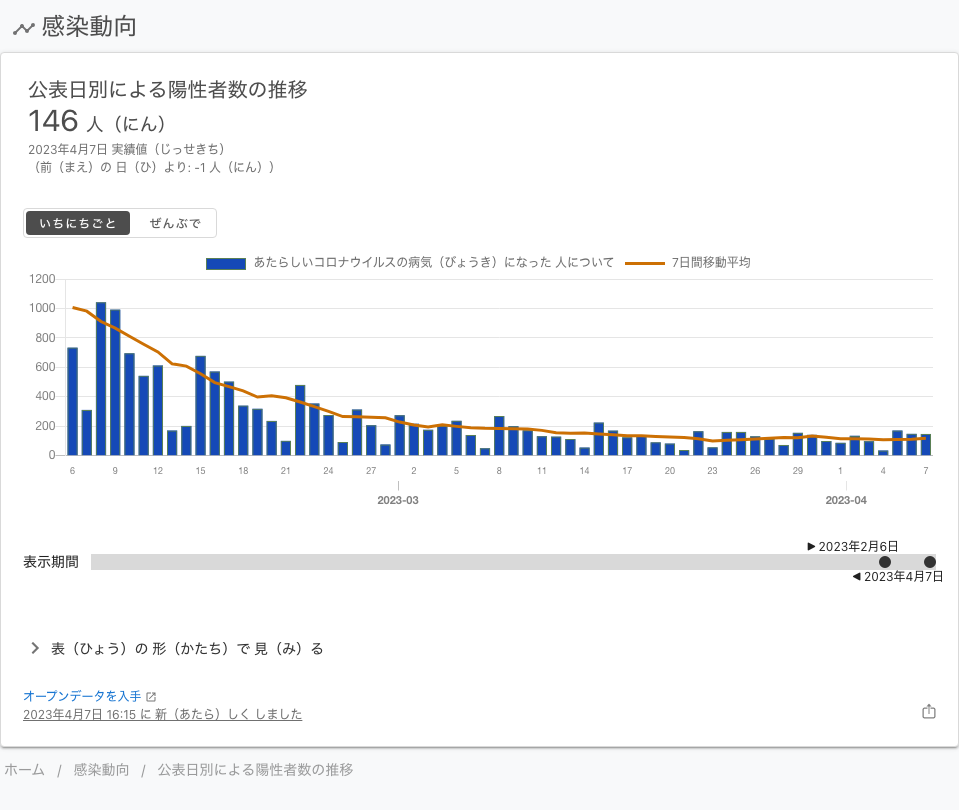 感染動向
公表日別による陽性者数の推移
146 人（にん）
2023年4月7日 実績値（じっせきち）
（前（まえ）の 日（ひ）より: -1 人（にん））
いちにちごと ぜんぶで
あたらしいコロナウイルスの病気（びょうき）になった 人について 7日間移動平均
1200
1000
800
600
400
200
0
6 9 12 15 18 21 24 27 2 5 8 11 14 17 20 23 26 29 1 4 7
2023-03 2023-04
▶ 2023年2月6日
表示期間
◀ 2023年4月7日
表（ひょう）の 形（かたち）で 見（み）る
オープンデータを入手
2023年4月7日 16:15 に 新（あたら）しく しました
ホーム / 感染動向 / 公表日別による陽性者数の推移